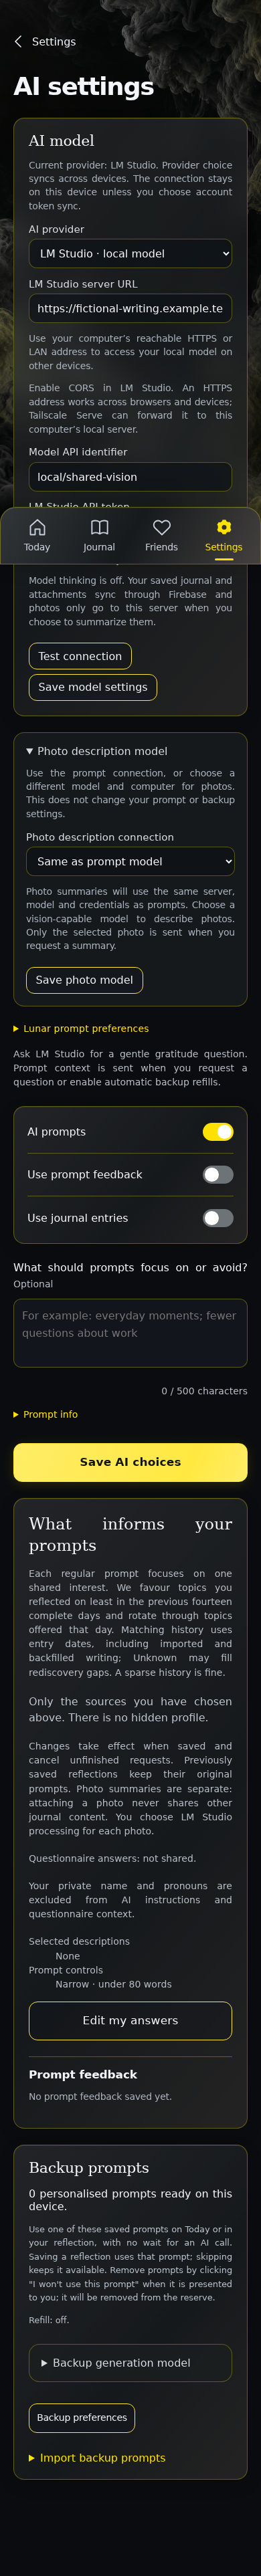 Settings
AI settings
AI model
Current provider: LM Studio. Provider choice
syncs across devices. The connection stays
on this device unless you choose account
token sync.
AI provider
LM Studio · local model
LM Studio server URL
https://fictional-writing.example.te
Use your computer's reachable HTTPS or
LAN address to access your local model on
other devices.
Enable CORS in LM Studio. An HTTPS
address works across browsers and devices;
Tailscale Serve can forward it to this
computer's local server.
Model API identifier
local/shared-vision
LM Studio API token
Today
Journal
Friends
Settings
Model thinking is off. Your saved journal and
attachments sync through Firebase and
photos only go to this server when you
choose to summarize them.
Test connection
Save model settings
▼ Photo description model
Use the prompt connection, or choose a
different model and computer for photos.
This does not change your prompt or backup
settings.
Photo description connection
Same as prompt model
Photo summaries will use the same server,
model and credentials as prompts. Choose a
vision-capable model to describe photos.
Only the selected photo is sent when you
request a summary.
Save photo model
▶ Lunar prompt preferences
Ask LM Studio for a gentle gratitude question.
Prompt context is sent when you request a
question or enable automatic backup refills.
AI prompts
Use prompt feedback
Use journal entries
What should prompts focus on or avoid?
Optional
For example: everyday moments; fewer
questions about work
0 / 500 characters
▶ Prompt info
Save AI choices
What informs your
prompts
Each regular prompt focuses on one
shared interest. We favour topics you
reflected on least in the previous fourteen
complete days and rotate through topics
offered that day. Matching history uses
entry dates, including imported and
backfilled writing; Unknown may fill
rediscovery gaps. A sparse history is fine.
Only the sources you have chosen
above. There is no hidden profile.
Changes take effect when saved and
cancel unfinished requests. Previously
saved reflections keep their original
prompts. Photo summaries are separate:
attaching a photo never shares other
journal content. You choose LM Studio
processing for each photo.
Questionnaire answers: not shared.
Your private name and pronouns are
excluded from AI instructions and
questionnaire context.
Selected descriptions
None
Prompt controls
Narrow · under 80 words
Edit my answers
Prompt feedback
No prompt feedback saved yet.
Backup prompts
0 personalised prompts ready on this
device.
Use one of these saved prompts on Today or in
your reflection, with no wait for an AI call.
Saving a reflection uses that prompt; skipping
keeps it available. Remove prompts by clicking
"I won't use this prompt" when it is presented
to you; it will be removed from the reserve.
Refill: off.
▶ Backup generation model
Backup preferences
▶ Import backup prompts